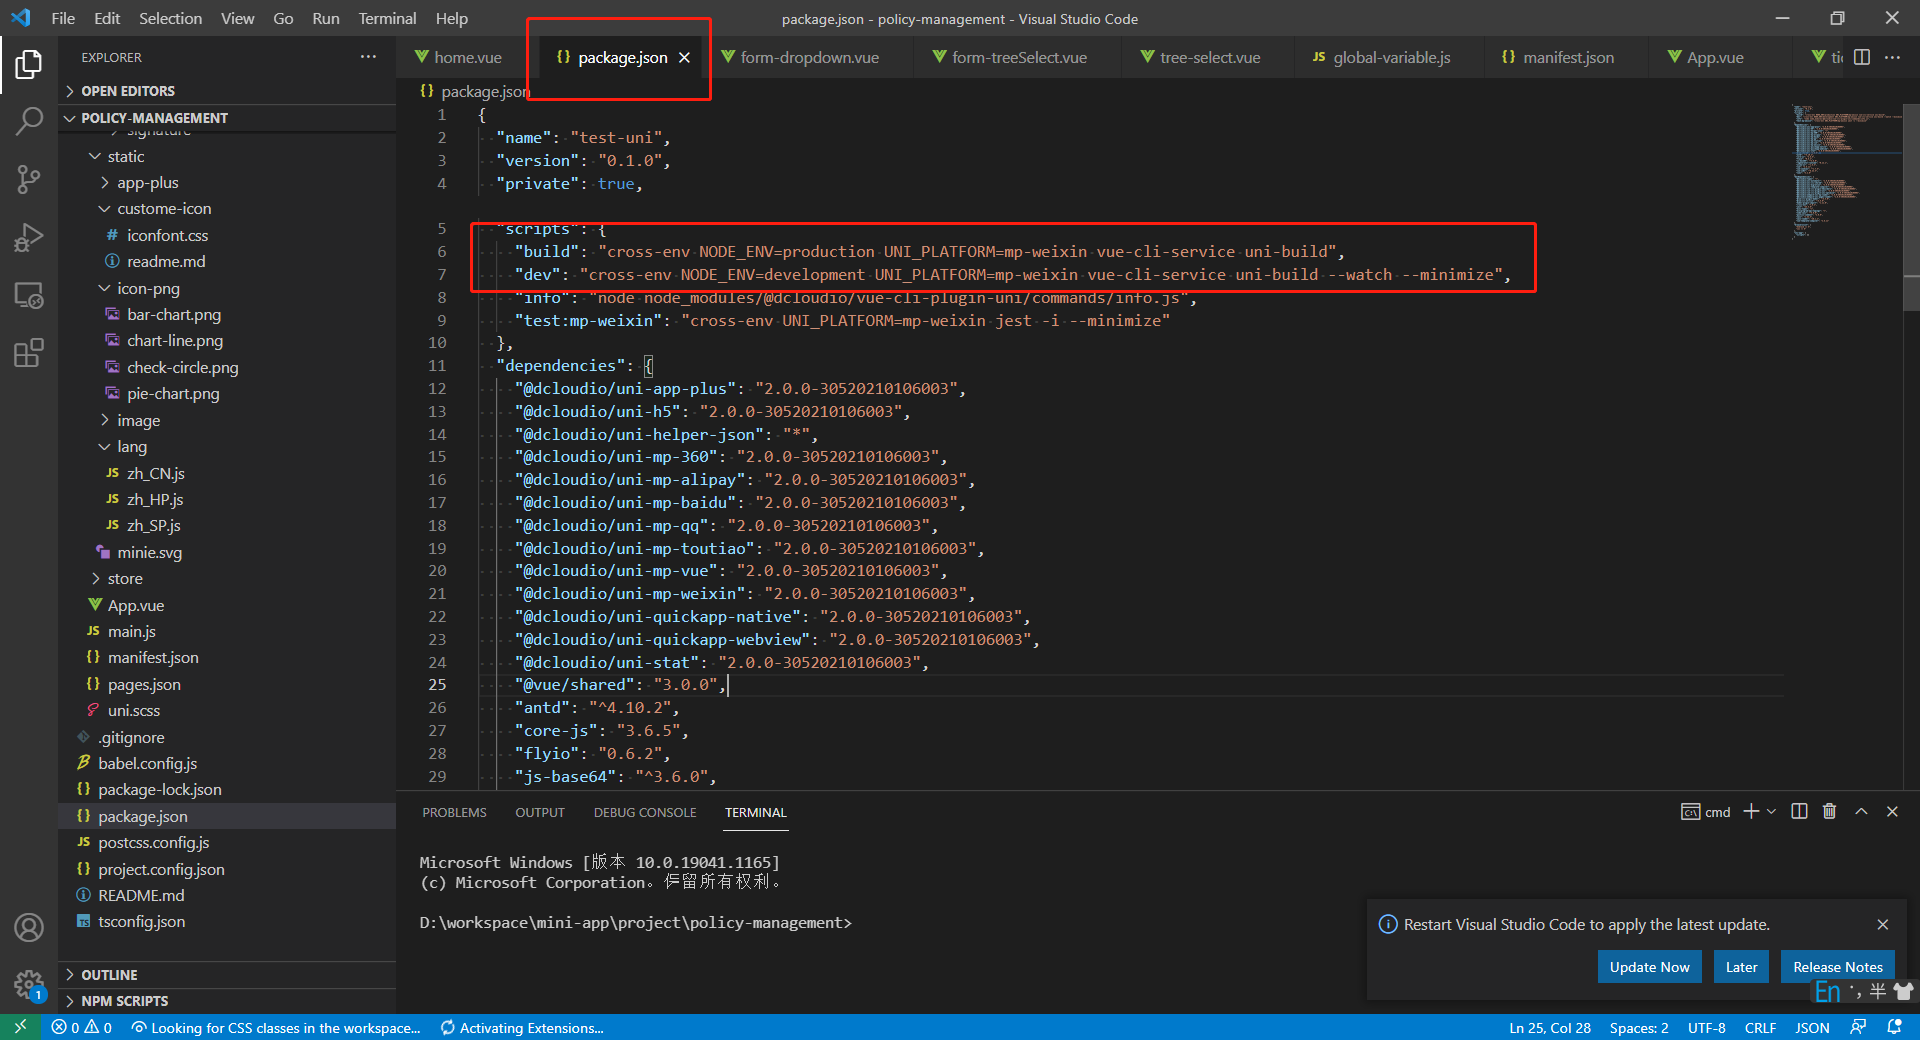 File Edit Selection View Go Run Terminal Help
package.json - policy-management - Visual Studio Code
EXPLORER
OPEN EDITORS
POLICY-MANAGEMENT
signature
static
app-plus
custome-icon
# iconfont.css
readme.md
icon-png
bar-chart.png
chart-line.png
check-circle.png
pie-chart.png
image
lang
JS zh_CN.js
JS zh_HP.js
JS zh_SP.js
minie.svg
store
App.vue
JS main.js
{} manifest.json
{} pages.json
uni.scss
.gitignore
babel.config.js
{} package-lock.json
{} package.json
JS postcss.config.js
{} project.config.json
README.md
TS tsconfig.json
OUTLINE
NPM SCRIPTS
home.vue {} package.json form-dropdown.vue form-treeSelect.vue tree-select.vue JS global-variable.js {} manifest.json App.vue
{} package.json
1 {
2 "name": "test-uni",
3 "version": "0.1.0",
4 "private": true,
5 "scripts": {
6 "build": "cross-env NODE_ENV=production UNI_PLATFORM=mp-weixin vue-cli-service uni-build",
7 "dev": "cross-env NODE_ENV=development UNI_PLATFORM=mp-weixin vue-cli-service uni-build --watch --minimize",
8 "info": "node node_modules/@dcloudio/vue-cli-plugin-uni/commands/info.js",
9 "test:mp-weixin": "cross-env UNI_PLATFORM=mp-weixin jest -i --minimize"
10 },
11 "dependencies": {
12 "@dcloudio/uni-app-plus": "2.0.0-30520210106003",
13 "@dcloudio/uni-h5": "2.0.0-30520210106003",
14 "@dcloudio/uni-helper-json": "*",
15 "@dcloudio/uni-mp-360": "2.0.0-30520210106003",
16 "@dcloudio/uni-mp-alipay": "2.0.0-30520210106003",
17 "@dcloudio/uni-mp-baidu": "2.0.0-30520210106003",
18 "@dcloudio/uni-mp-qq": "2.0.0-30520210106003",
19 "@dcloudio/uni-mp-toutiao": "2.0.0-30520210106003",
20 "@dcloudio/uni-mp-vue": "2.0.0-30520210106003",
21 "@dcloudio/uni-mp-weixin": "2.0.0-30520210106003",
22 "@dcloudio/uni-quickapp-native": "2.0.0-30520210106003",
23 "@dcloudio/uni-quickapp-webview": "2.0.0-30520210106003",
24 "@dcloudio/uni-stat": "2.0.0-30520210106003",
25 "@vue/shared": "3.0.0",
26 "antd": "^4.10.2",
27 "core-js": "3.6.5",
28 "flyio": "0.6.2",
29 "js-base64": "^3.6.0",
PROBLEMS OUTPUT DEBUG CONSOLE TERMINAL
cmd
Microsoft Windows [版本 10.0.19041.1165]
(c) Microsoft Corporation。保留所有权利。
D:\workspace\mini-app\project\policy-management>
Restart Visual Studio Code to apply the latest update.
Update Now Later Release Notes
En 半
1
0 0 Looking for CSS classes in the workspace... Activating Extensions...
Ln 25, Col 28 Spaces: 2 UTF-8 CRLF JSON